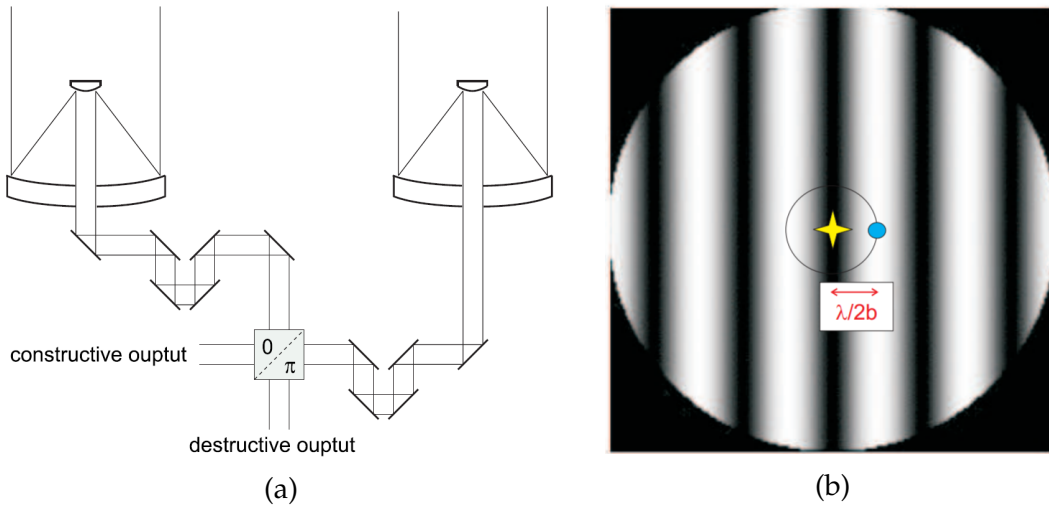 0
π
constructive ouptut
destructive ouptut
(a)
λ/2b
(b)